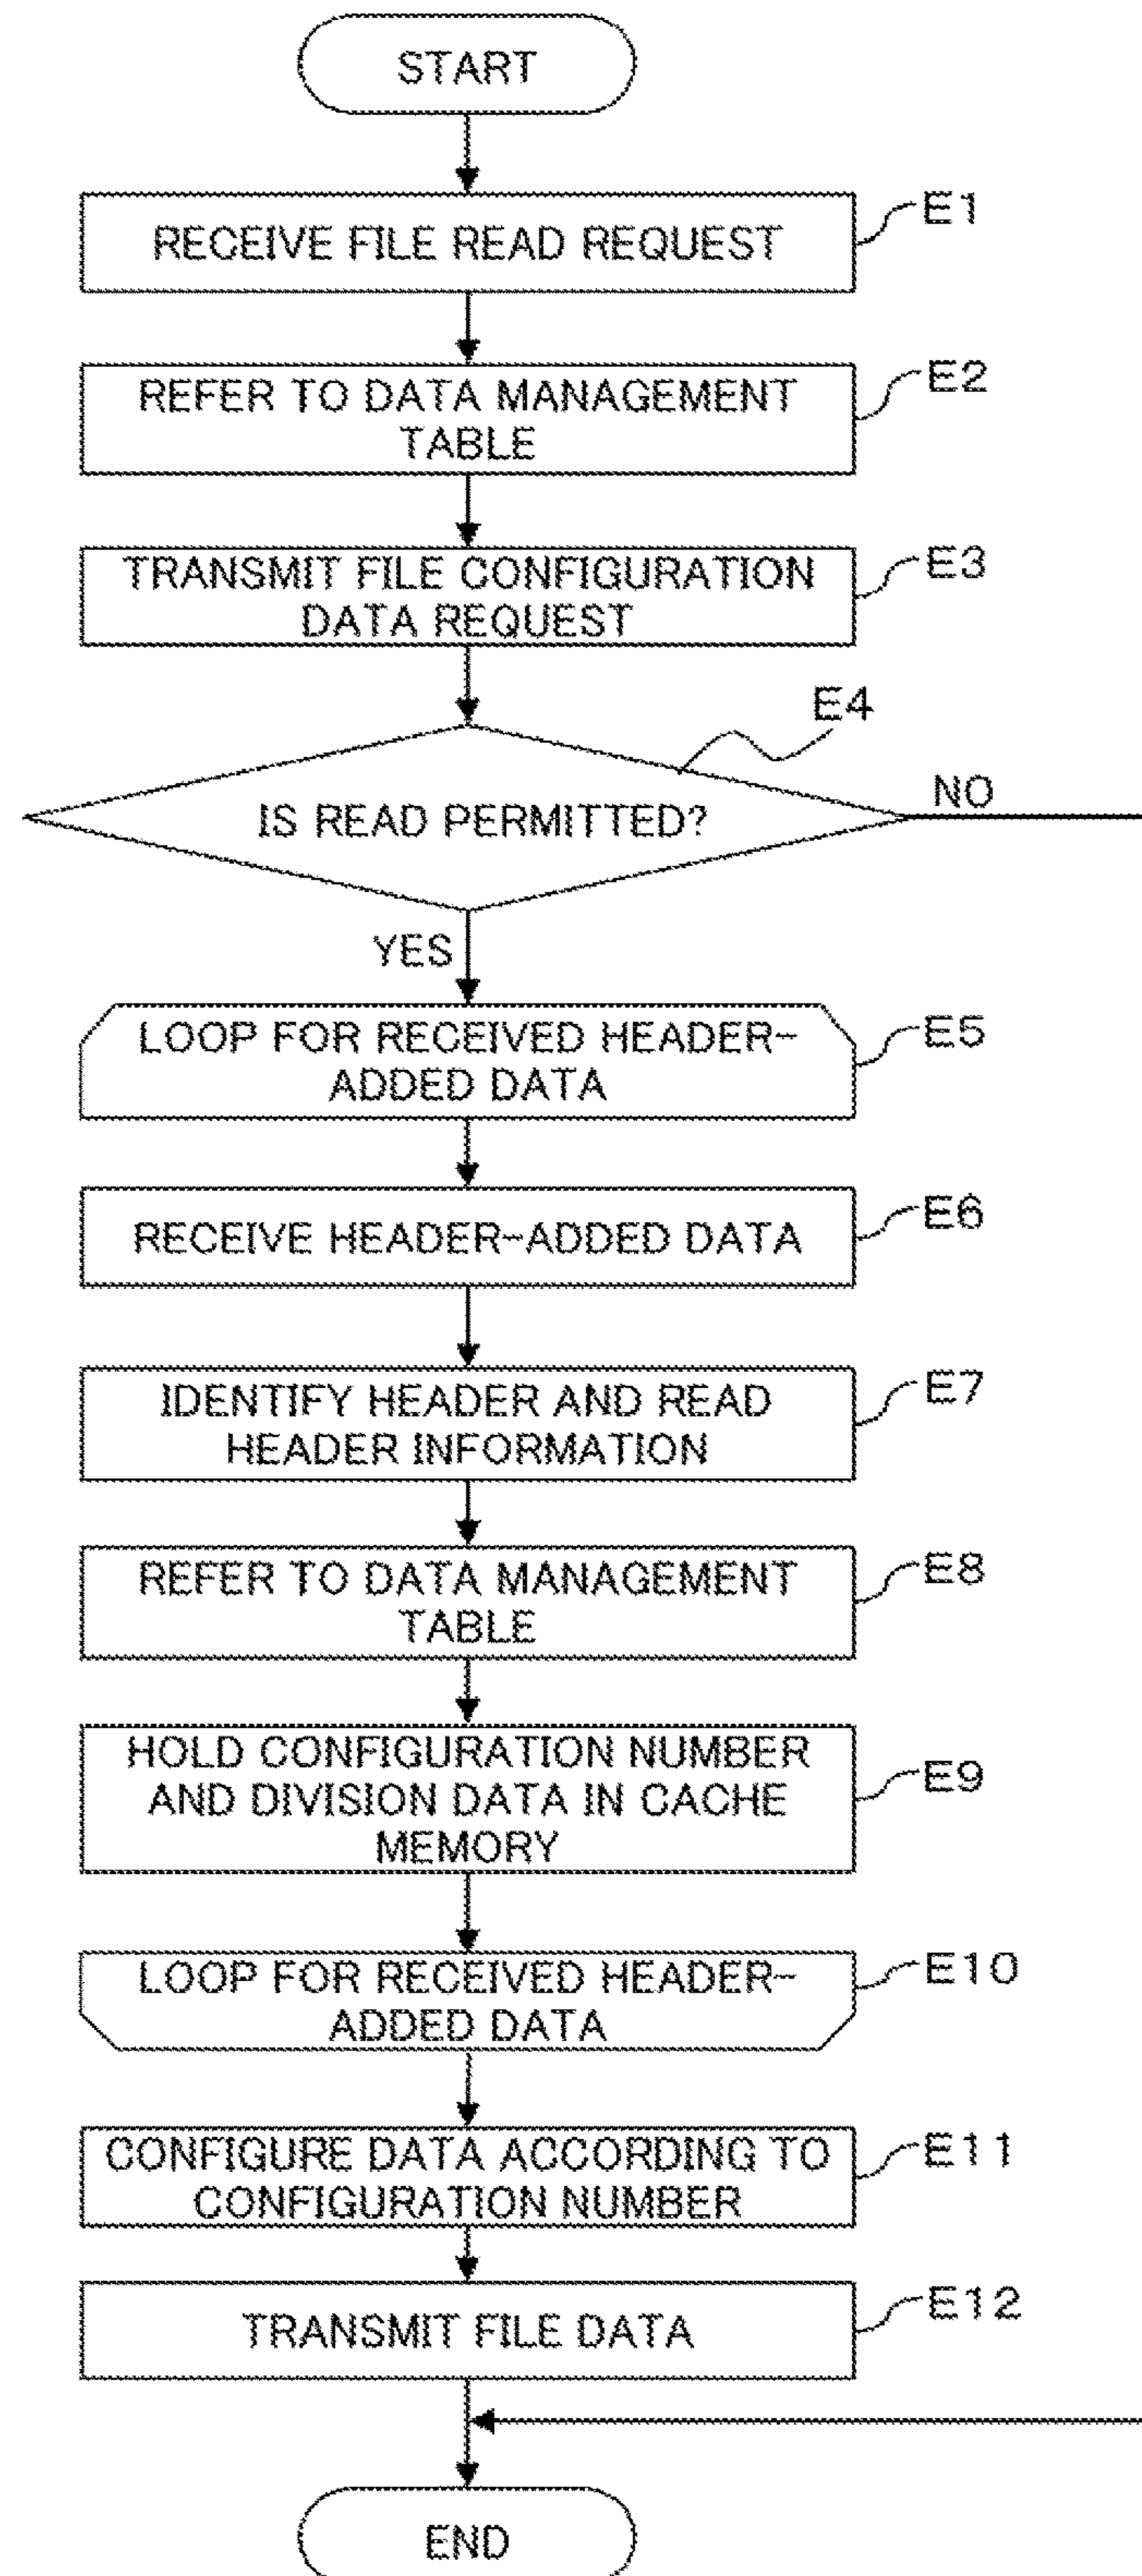 START
RECEIVE FILE READ REQUEST
E1
REFER TO DATA MANAGEMENT
TABLE
E2
TRANSMIT FILE CONFIGURATION
DATA REQUEST
E3
E4
IS READ PERMITTED?
NO
YES
LOOP FOR RECEIVED HEADER-
ADDED DATA
E5
RECEIVE HEADER-ADDED DATA
E6
IDENTIFY HEADER AND READ
HEADER INFORMATION
E7
REFER TO DATA MANAGEMENT
TABLE
E8
HOLD CONFIGURATION NUMBER
AND DIVISION DATA IN CACHE
MEMORY
E9
LOOP FOR RECEIVED HEADER-
ADDED DATA
E10
CONFIGURE DATA ACCORDING TO
CONFIGURATION NUMBER
E11
TRANSMIT FILE DATA
E12
END